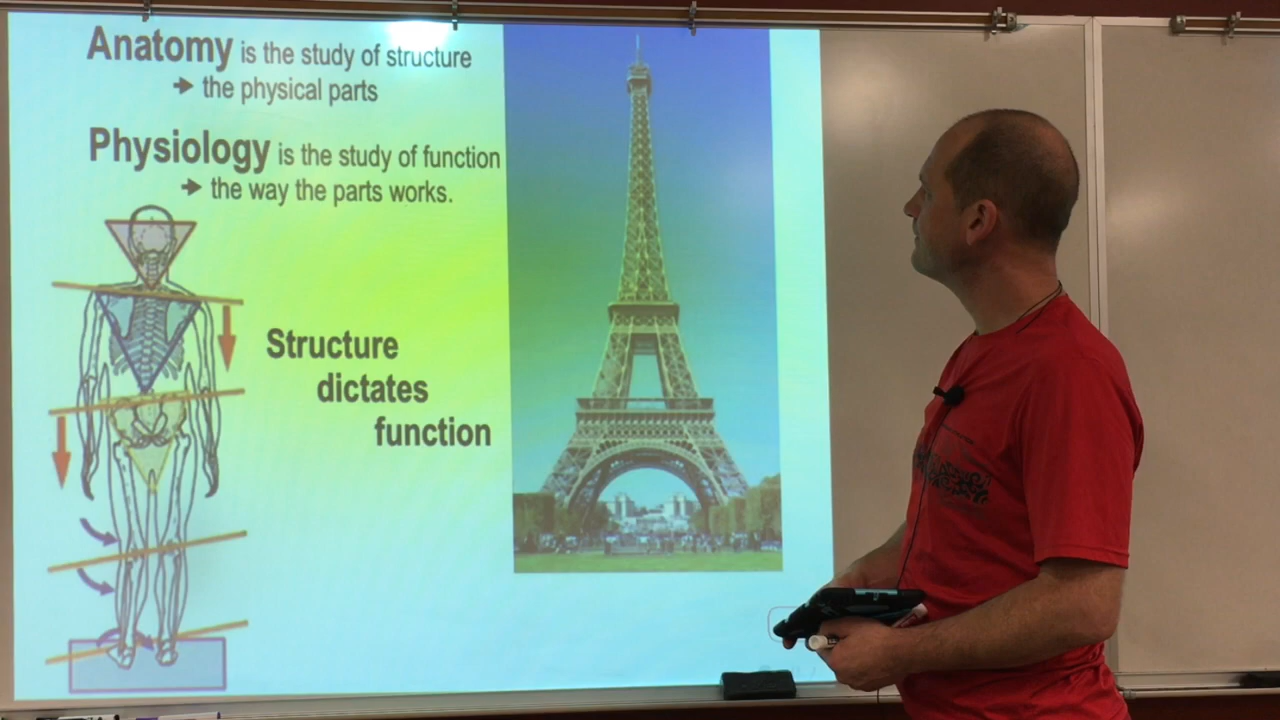 Anatomy is the study of structure
➔ the physical parts
Physiology is the study of function
➔ the way the parts works.
Structure
dictates
function